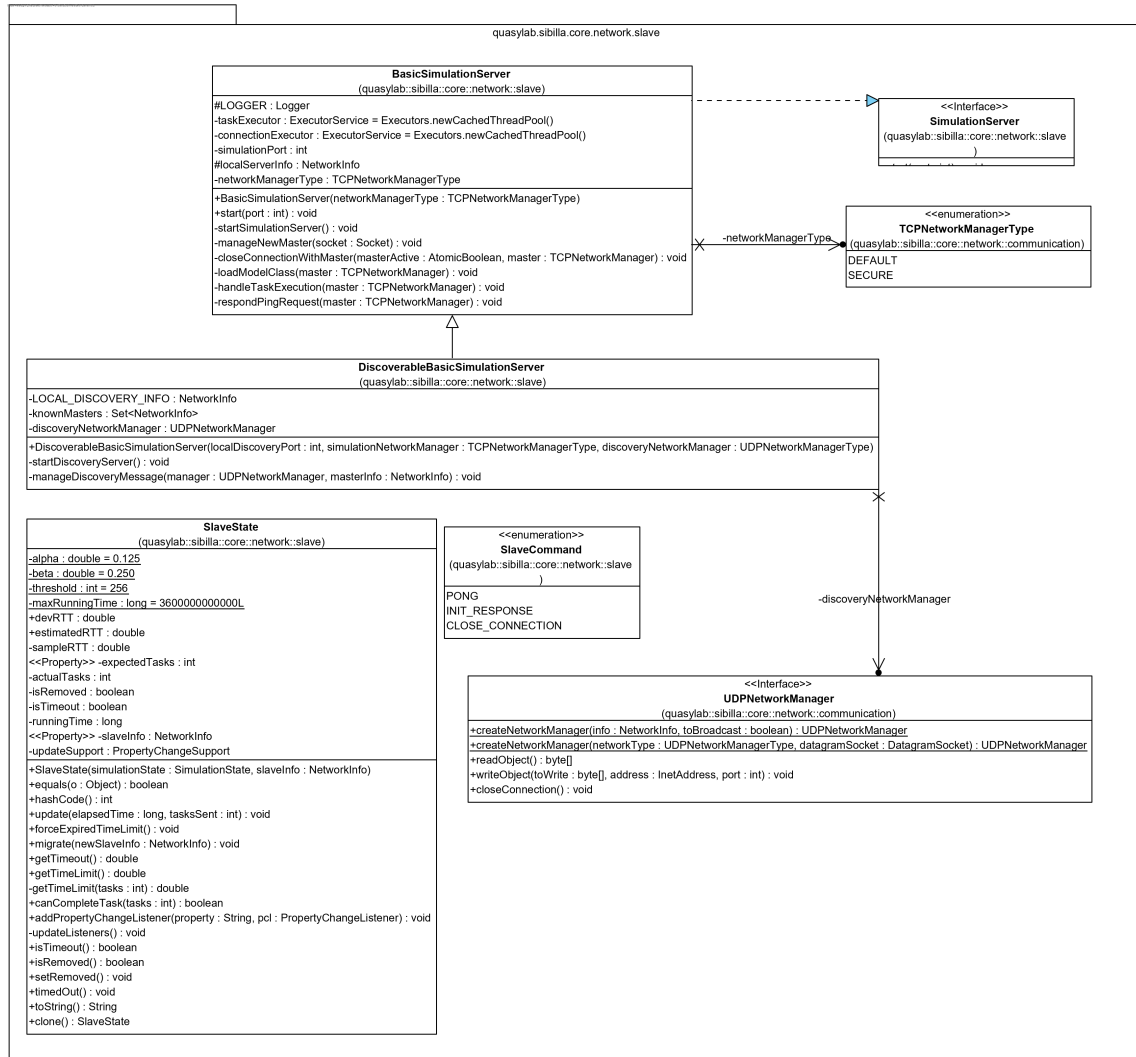 quasylab.sibilla.core.network.slave
BasicSimulationServer
(quasylab::sibilla::core::network::slave)
#LOGGER : Logger
-taskExecutor : ExecutorService = Executors.newCachedThreadPool()
-connectionExecutor : ExecutorService = Executors.newCachedThreadPool()
-simulationPort : int
#localServerInfo : NetworkInfo
-networkManagerType : TCPNetworkManagerType
+BasicSimulationServer(networkManagerType : TCPNetworkManagerType)
+start(port : int) : void
-startSimulationServer() : void
-manageNewMaster(socket : Socket) : void
-closeConnectionWithMaster(masterActive : AtomicBoolean, master : TCPNetworkManager) : void
-loadModelClass(master : TCPNetworkManager) : void
-handleTaskExecution(master : TCPNetworkManager) : void
-respondPingRequest(master : TCPNetworkManager) : void
<<Interface>>
SimulationServer
(quasylab::sibilla::core::network::slave
)
-networkManagerType
<<enumeration>>
TCPNetworkManagerType
(quasylab::sibilla::core::network::communication)
DEFAULT
SECURE
DiscoverableBasicSimulationServer
(quasylab::sibilla::core::network::slave)
-LOCAL_DISCOVERY_INFO : NetworkInfo
-knownMasters : Set<NetworkInfo>
-discoveryNetworkManager : UDPNetworkManager
+DiscoverableBasicSimulationServer(localDiscoveryPort : int, simulationNetworkManager : TCPNetworkManagerType, discoveryNetworkManager : UDPNetworkManagerType)
-startDiscoveryServer() : void
-manageDiscoveryMessage(manager : UDPNetworkManager, masterInfo : NetworkInfo) : void
SlaveState
(quasylab::sibilla::core::network::slave)
-alpha : double = 0.125
-beta : double = 0.250
-threshold : int = 256
-maxRunningTime : long = 3600000000000L
+devRTT : double
+estimatedRTT : double
-sampleRTT : double
<<Property>> -expectedTasks : int
-actualTasks : int
-isRemoved : boolean
-isTimeout : boolean
-runningTime : long
<<Property>> -slaveInfo : NetworkInfo
-updateSupport : PropertyChangeSupport
+SlaveState(simulationState : SimulationState, slaveInfo : NetworkInfo)
+equals(o : Object) : boolean
+hashCode() : int
+update(elapsedTime : long, tasksSent : int) : void
+forceExpiredTimeLimit() : void
+migrate(newSlaveInfo : NetworkInfo) : void
+getTimeout() : double
+getTimeLimit() : double
-getTimeLimit(tasks : int) : double
+canCompleteTask(tasks : int) : boolean
+addPropertyChangeListener(property : String, pcl : PropertyChangeListener) : void
-updateListeners() : void
+isTimeout() : boolean
+isRemoved() : boolean
+setRemoved() : void
+timedOut() : void
+toString() : String
+clone() : SlaveState
<<enumeration>>
SlaveCommand
(quasylab::sibilla::core::network::slave
)
PONG
INIT_RESPONSE
CLOSE_CONNECTION
-discoveryNetworkManager
<<Interface>>
UDPNetworkManager
(quasylab::sibilla::core::network::communication)
+createNetworkManager(info : NetworkInfo, toBroadcast : boolean) : UDPNetworkManager
+createNetworkManager(networkType : UDPNetworkManagerType, datagramSocket : DatagramSocket) : UDPNetworkManager
+readObject() : byte[]
+writeObject(toWrite : byte[], address : InetAddress, port : int) : void
+closeConnection() : void